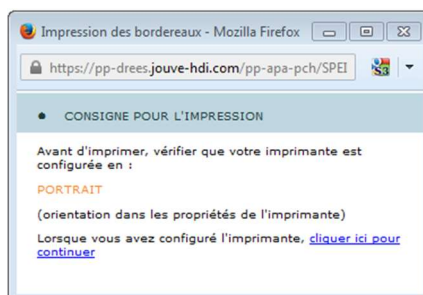 Impression des bordereaux - Mozilla Firefox
https://pp-drees.jouve-hdi.com/pp-apa-pch/SPEI
CONSIGNE POUR L'IMPRESSION
Avant d'imprimer, vérifier que votre imprimante est
configurée en :
PORTRAIT
(orientation dans les propriétés de l'imprimante)
Lorsque vous avez configuré l'imprimante, cliquer ici pour
continuer